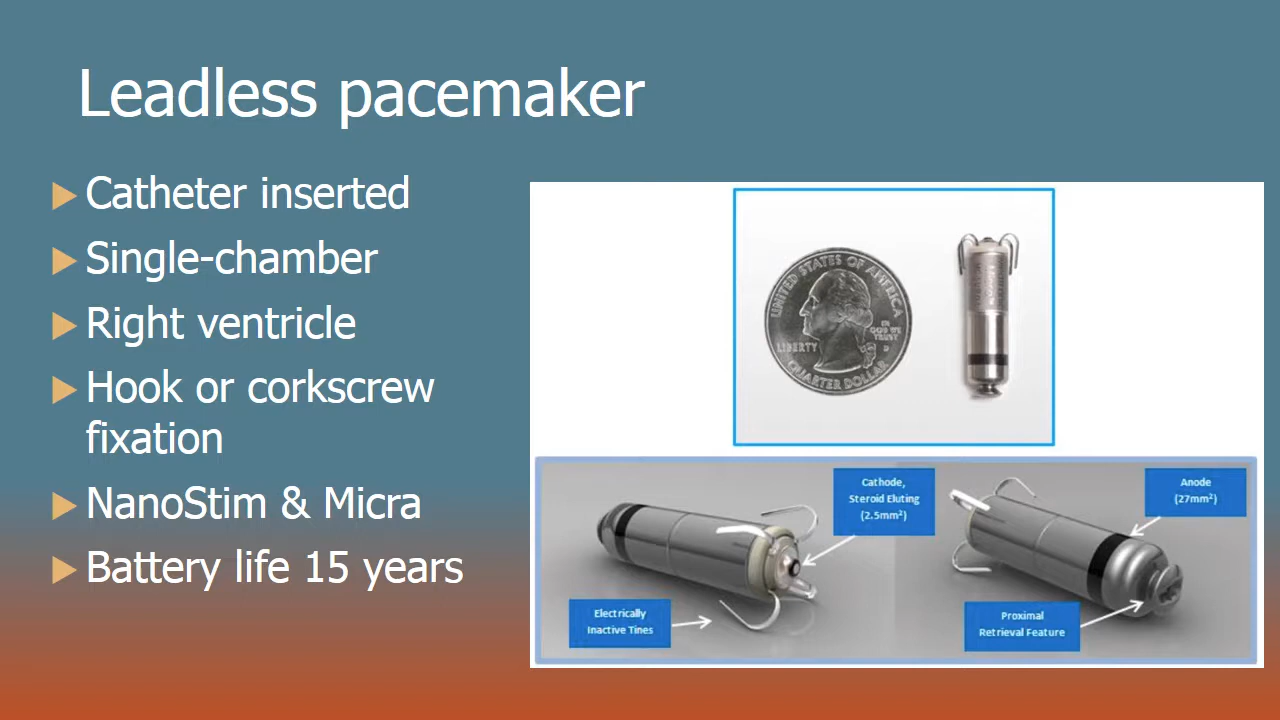 Leadless pacemaker
Catheter inserted
Single-chamber
Right ventricle
Hook or corkscrew
fixation
NanoStim & Micra
Battery life 15 years
UNITED STATES OF AMERICA
LIBERTY
IN
GOD WE
TRUST
D
QUARTER DOLLAR
Cathode,
Steroid Eluting
(2.5mm²)
Anode
(27mm²)
Electrically
Inactive Tines
Proximal
Retrieval Feature